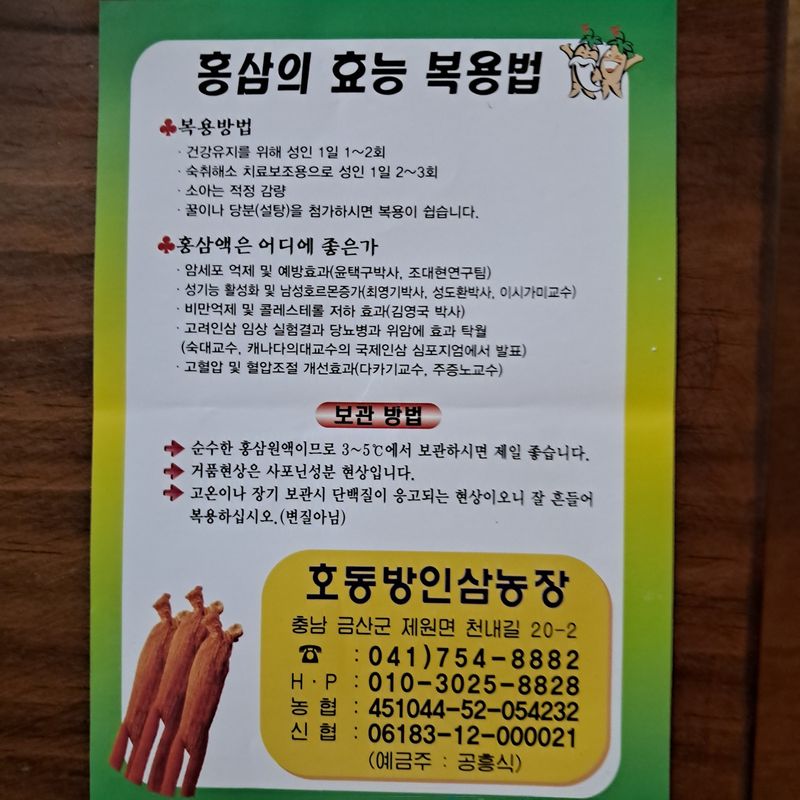 홍삼의 효능 복용법
♣복용방법
· 건강유지를 위해 성인 1일 1~2회
· 숙취해소 치료보조용으로 성인 1일 2~3회
· 소아는 적정 감량
· 꿀이나 당분(설탕)을 첨가하시면 복용이 쉽습니다.
♣홍삼액은 어디에 좋은가
· 암세포 억제 및 예방효과(윤택구박사, 조대현연구팀)
· 성기능 활성화 및 남성호르몬증가(최영기박사, 성도환박사, 이시가미교수)
· 비만억제 및 콜레스테롤 저하 효과(김영국 박사)
· 고려인삼 임상 실험결과 당뇨병과 위암에 효과 탁월
(숙대교수, 캐나다의대교수의 국제인삼 심포지엄에서 발표)
· 고혈압 및 혈압조절 개선효과(다카기교수, 주증노교수)
보관 방법
순수한 홍삼원액이므로 3~5℃에서 보관하시면 제일 좋습니다.
거품현상은 사포닌성분 현상입니다.
고온이나 장기 보관시 단백질이 응고되는 현상이오니 잘 흔들어
복용하십시오.(변질아님)
호동방인삼농장
충남 금산군 제원면 천내길 20-2
☎ : 041)754-8882
H·P : 010-3025-8828
농협 : 451044-52-054232
신협 : 06183-12-000021
(예금주 : 공흥식)